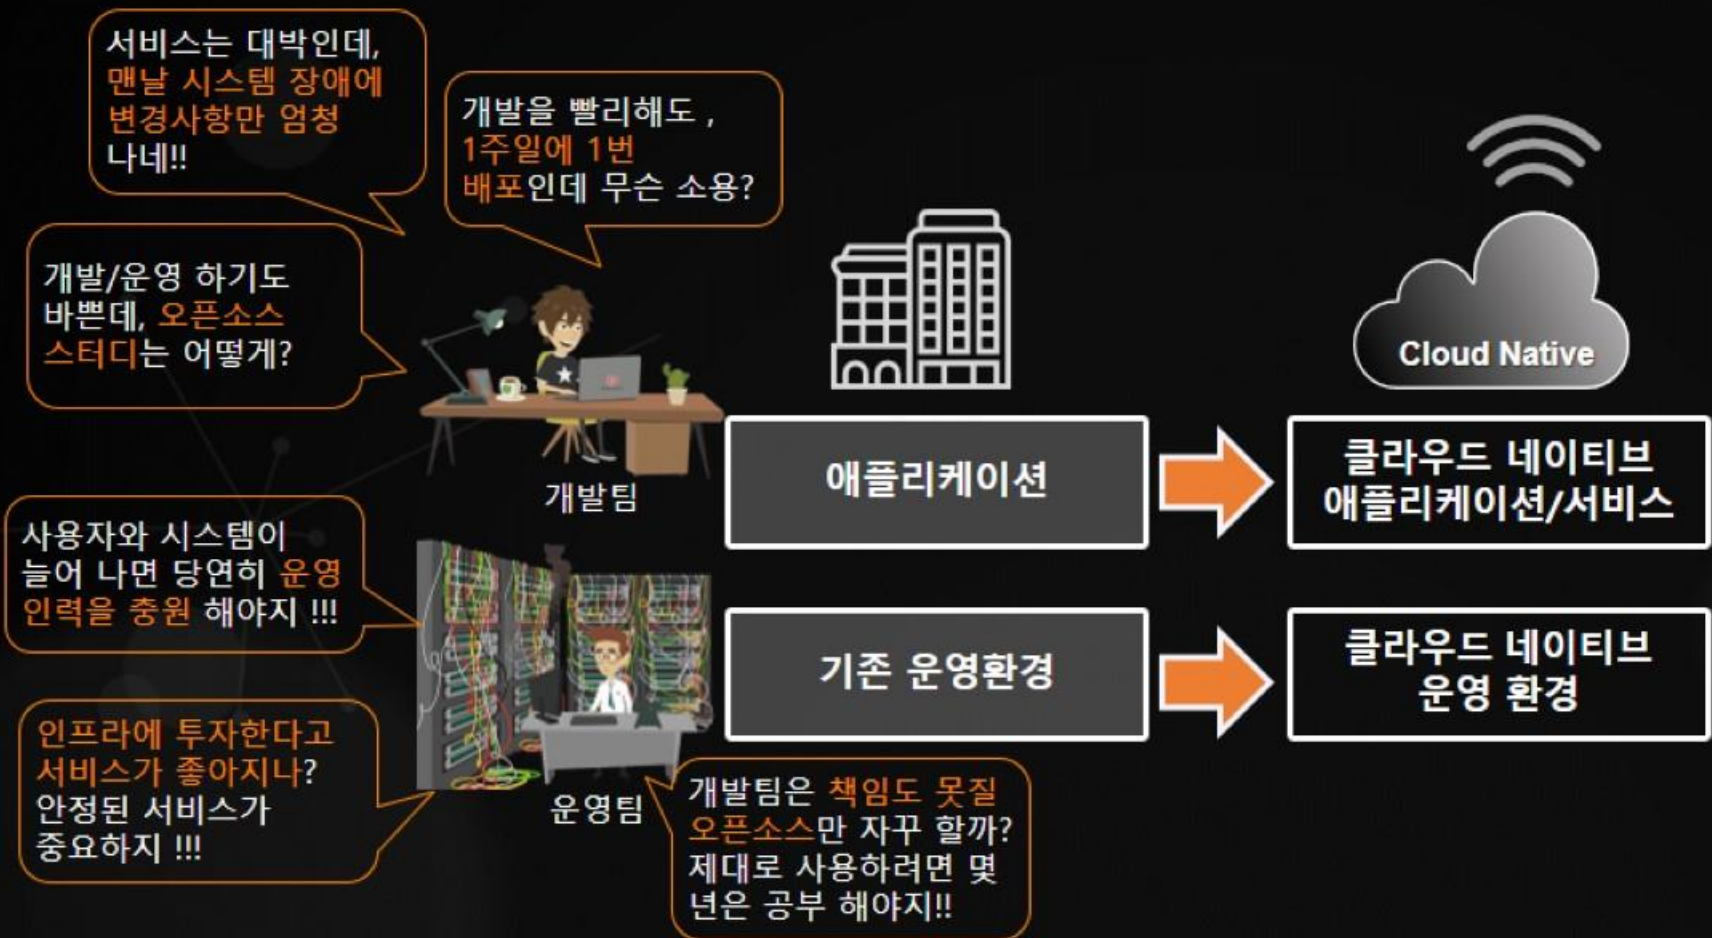 서비스는 대박인데,
맨날 시스템 장애에
변경사항만 엄청
나네!!
개발을 빨리해도 ,
1주일에 1번
배포인데 무슨 소용?
개발/운영 하기도
바쁜데, 오픈소스
스터디는 어떻게?
개발팀
사용자와 시스템이
늘어 나면 당연히 운영
인력을 충원 해야지 !!!
인프라에 투자한다고
서비스가 좋아지나?
안정된 서비스가
중요하지 !!!
운영팀
개발팀은 책임도 못질
오픈소스만 자꾸 할까?
제대로 사용하려면 몇
년은 공부 해야지!!
애플리케이션
기존 운영환경
Cloud Native
클라우드 네이티브
애플리케이션/서비스
클라우드 네이티브
운영 환경